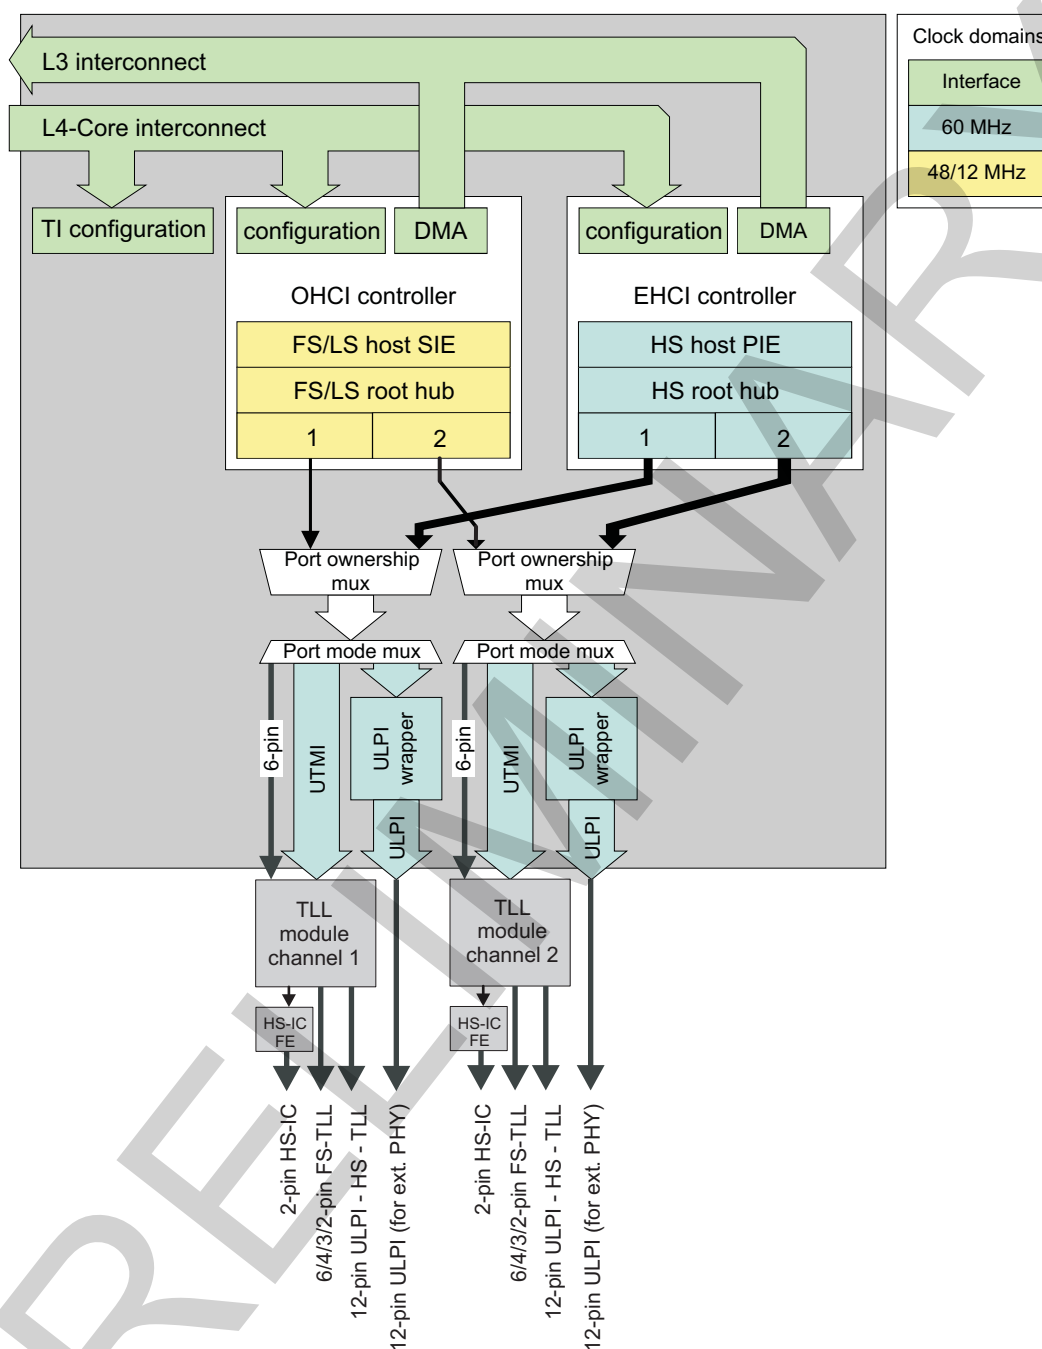 Clock domains
L3 interconnect
Interface
L4-Core interconnect
60 MHz
48/12 MHz
TI configuration
configuration
DMA
configuration
DMA
OHCI controller
EHCI controller
FS/LS host SIE
HS host PIE
FS/LS root hub
HS root hub
1
2
1
2
Port ownership
mux
Port ownership
mux
Port mode mux
Port mode mux
6-pin
UTMI
ULPI
wrapper
ULPI
6-pin
UTMI
ULPI
wrapper
ULPI
TLL
module
channel 1
TLL
module
channel 2
HS-IC
FE
HS-IC
FE
2-pin HS-IC
6/4/3/2-pin FS-TLL
12-pin ULPI - HS - TLL
12-pin ULPI (for ext. PHY)
2-pin HS-IC
6/4/3/2-pin FS-TLL
12-pin ULPI - HS - TLL
12-pin ULPI (for ext. PHY)
RELIMINAR